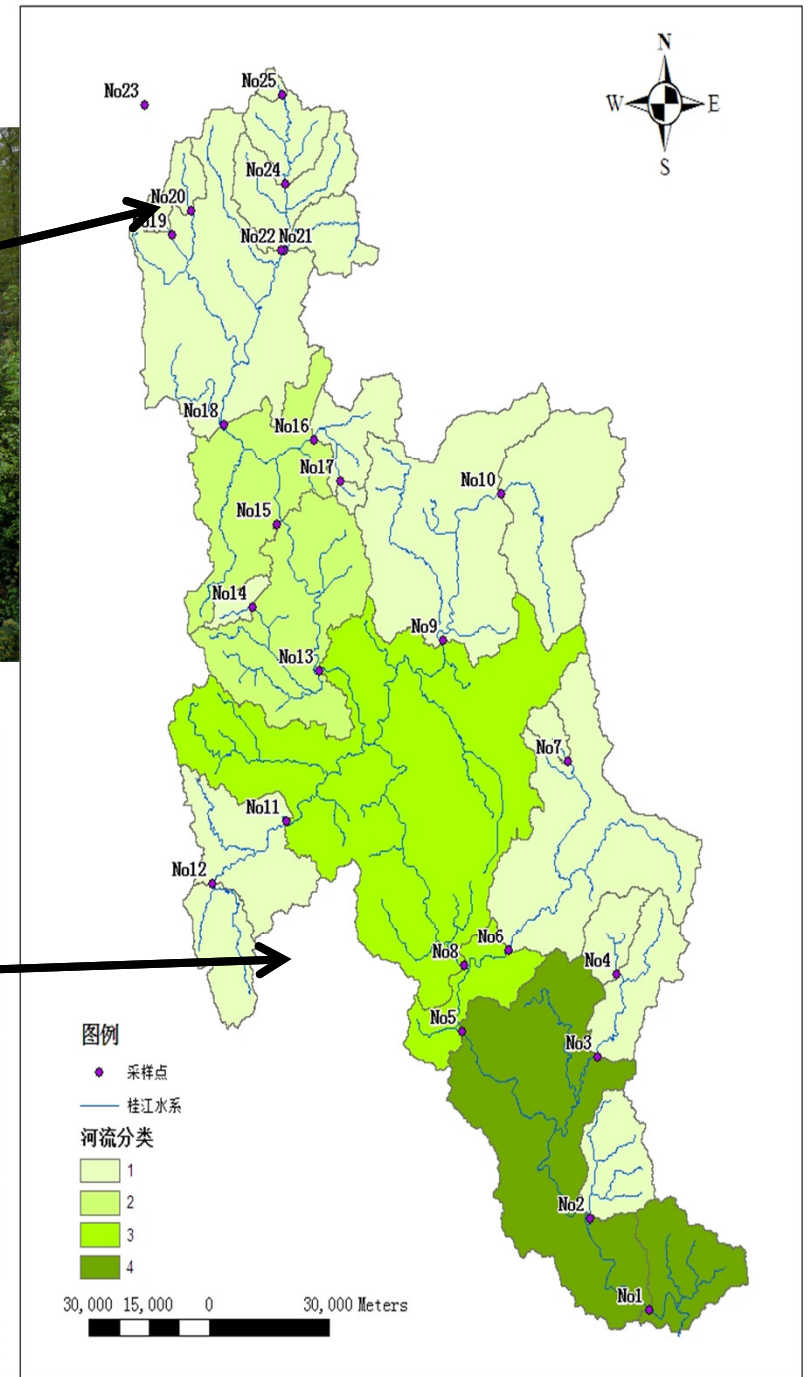 N
W E
S
No25
No23
No24
No20
No19
No22 No21
No18
No16
No17
No10
No15
No14
No9
No13
No7
No11
No12
No6
No8
No4
No5
No3
No2
No1
图例
采样点
桂江水系
河流分类
1
2
3
4
30,000 15,000 0 30,000 Meters